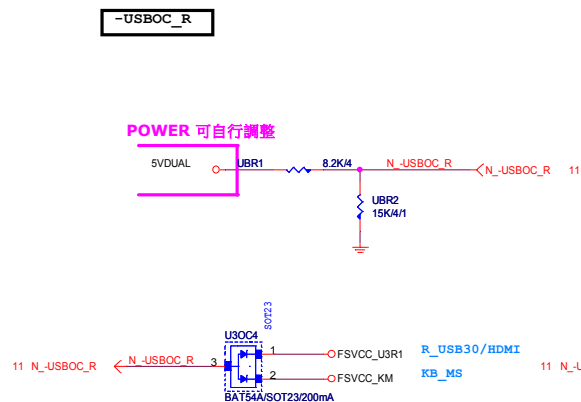 -USBOC_R
POWER 可自行調整
5VDUAL
UBR1
8.2K/4
N_-USBOC_R
N_-USBOC_R 11
UBR2
15K/4/1
SOT23
U3OC4
11 N_-USBOC_R
N_-USBOC_R
3
1
FSVCC_U3R1
R_USB30/HDMI
2
FSVCC_KM
KB_MS
11 N_-U
BAT54A/SOT23/200mA